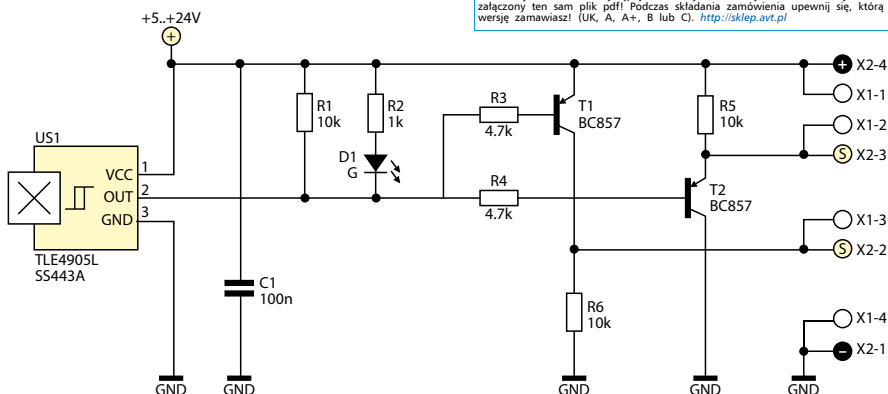 załączony ten sam plik pdf! Podczas składania zamówienia upewnij się, którą
wersję zamawiasz! (UK, A, A+, B lub C). http://sklep.avt.pl
+5..+24V
+ X2-4
X1-1
R1
10k
R2
1k
R3
4.7k
T1
BC857
R5
10k
X1-2
S X2-3
US1
D1
G
VCC 1
OUT 2
GND 3
R4
4.7k
T2
BC857
X1-3
S X2-2
TLE4905L
SS443A
C1
100n
R6
10k
X1-4
– X2-1
GND
GND
GND
GND
GND